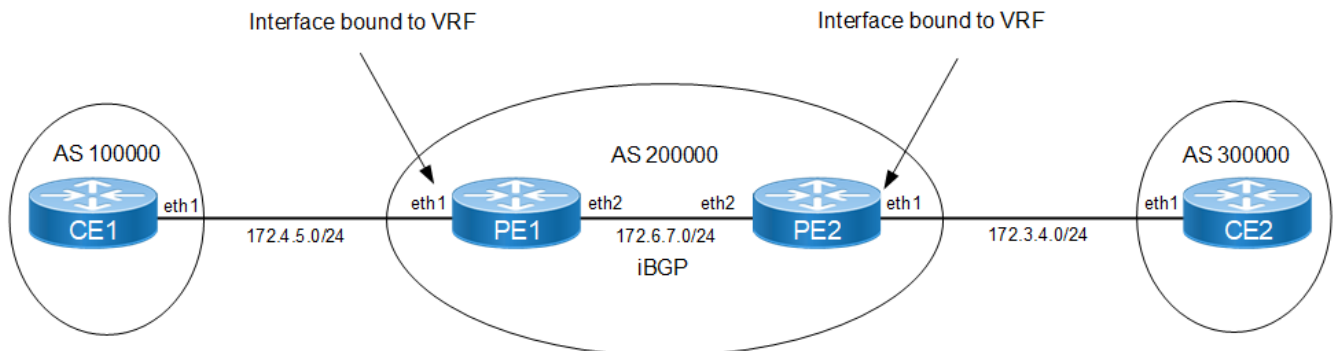 Interface bound to VRF
Interface bound to VRF
AS 100000
AS 200000
AS 300000
eth1
eth1
eth2
eth2
eth1
eth1
CE1
PE1
PE2
CE2
172.4.5.0/24
172.6.7.0/24
172.3.4.0/24
iBGP